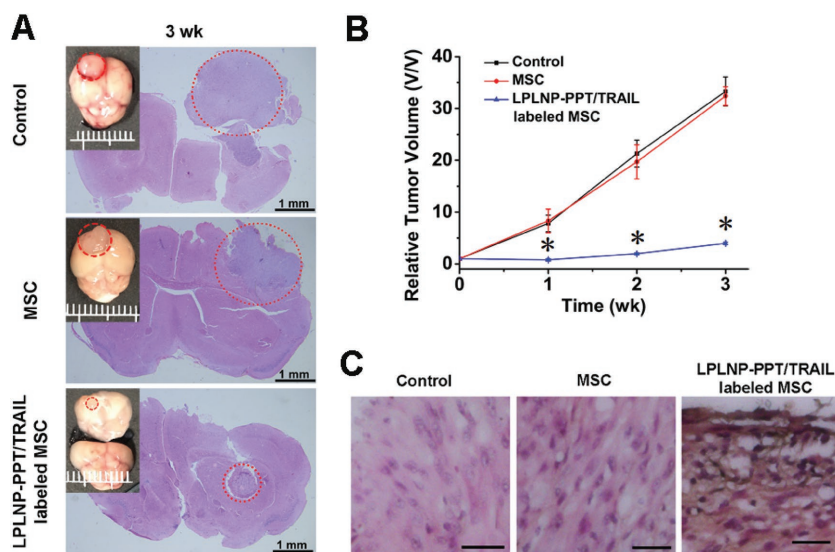 A
3 wk
Control
1 mm
MSC
1 mm
LPLNP-PPT/TRAIL
labeled MSC
1 mm
B
Relative Tumor Volume (V/V)
40
30
20
10
0
Control
MSC
LPLNP-PPT/TRAIL
labeled MSC
*
*
*
0
1
2
3
Time (wk)
C
Control
MSC
LPLNP-PPT/TRAIL
labeled MSC